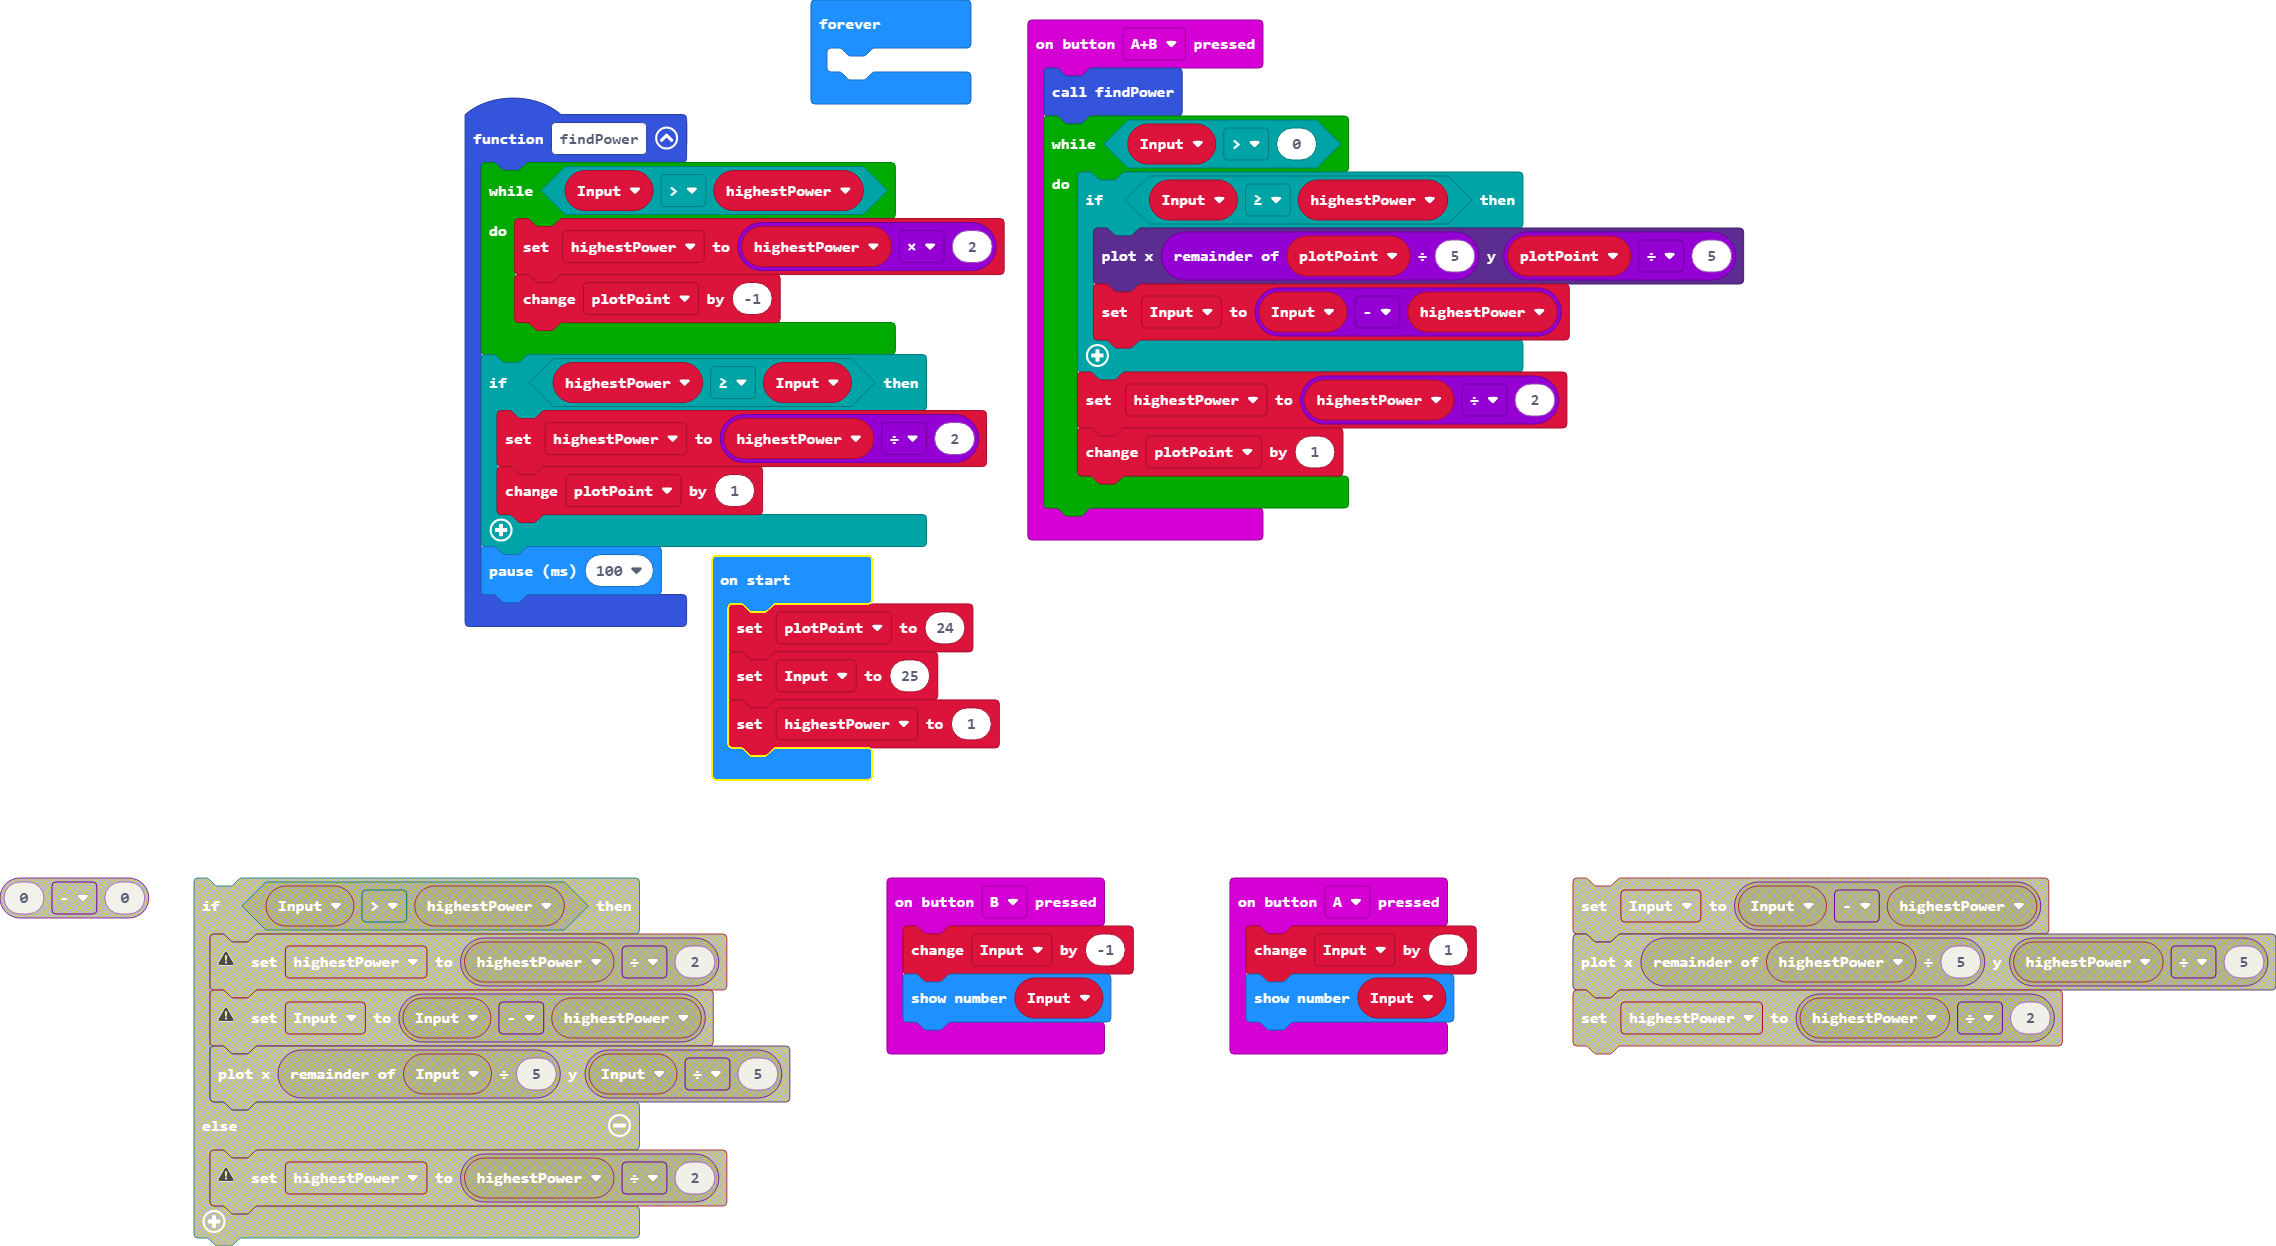 forever
on button A+B pressed
call findPower
while Input > 0
do
if Input ≥ highestPower then
plot x remainder of plotPoint ÷ 5 y plotPoint ÷ 5
set Input to Input - highestPower
set highestPower to highestPower ÷ 2
change plotPoint by 1
function findPower
while Input > highestPower
do
set highestPower to highestPower × 2
change plotPoint by -1
if highestPower ≥ Input then
set highestPower to highestPower ÷ 2
change plotPoint by 1
pause (ms) 100
on start
set plotPoint to 24
set Input to 25
set highestPower to 1
0 - 0
if Input > highestPower then
set highestPower to highestPower ÷ 2
set Input to Input - highestPower
plot x remainder of Input ÷ 5 y Input ÷ 5
else
set highestPower to highestPower ÷ 2
on button B pressed
change Input by -1
show number Input
on button A pressed
change Input by 1
show number Input
set Input to Input - highestPower
plot x remainder of highestPower ÷ 5 y highestPower ÷ 5
set highestPower to highestPower ÷ 2